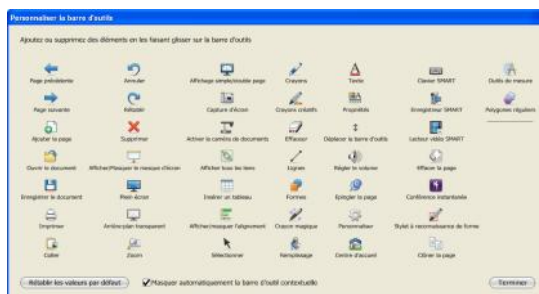 Personnaliser la barre d'outils
Ajoutez ou supprimez des éléments en les faisant glisser sur la barre d'outils
Page précédente Annuler Affichage simple/double page Crayons Texte Clavier SMART Outils de mesure
Page suivante Rétablir Capture d'écran Crayons créatifs Propriétés Enregistreur SMART Polygones réguliers
Ajouter la page Supprimer Activer la caméra de documents Effaceur Déplacer la barre d'outils Lecteur vidéo SMART
Ouvrir le document Afficher/Masquer le masque d'écran Afficher tous les liens Lignes Régler le volume Effacer la page
Enregistrer le document Plein écran Insérer un tableau Formes Epingler la page Conférence instantanée
Imprimer Arrière-plan transparent Afficher/masquer l'alignement Crayon magique Personnaliser Stylet à reconnaissance de forme
Coller Zoom Sélectionner Remplissage Centre d'accueil Clôner la page
Rétablir les valeurs par défaut Masquer automatiquement la barre d'outil contextuelle Terminer